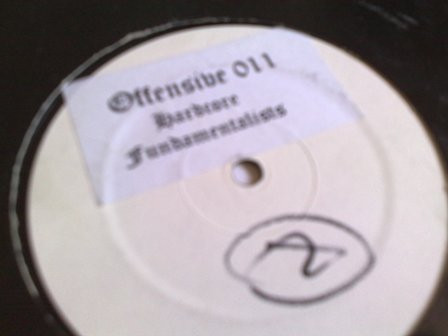 Offensive 011
Hardcore
Fundamentalists